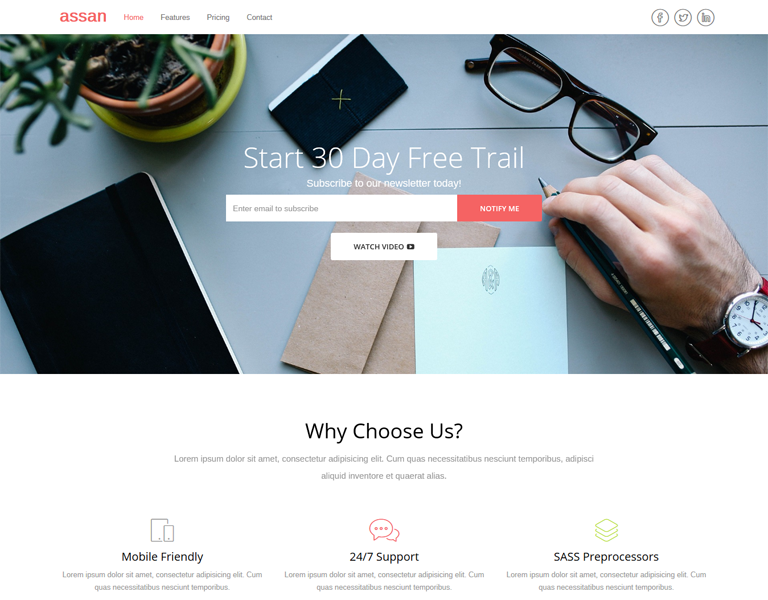 assan Home Features Pricing Contact
Start 30 Day Free Trail
Subscribe to our newsletter today!
Enter email to subscribe NOTIFY ME
WATCH VIDEO
Why Choose Us?
Lorem ipsum dolor sit amet, consectetur adipisicing elit. Cum quas necessitatibus nesciunt temporibus, adipisci
aliquid inventore et quaerat alias.
Mobile Friendly
Lorem ipsum dolor sit amet, consectetur adipisicing elit. Cum
quas necessitatibus nesciunt temporibus.
24/7 Support
Lorem ipsum dolor sit amet, consectetur adipisicing elit. Cum
quas necessitatibus nesciunt temporibus.
SASS Preprocessors
Lorem ipsum dolor sit amet, consectetur adipisicing elit. Cum
quas necessitatibus nesciunt temporibus.